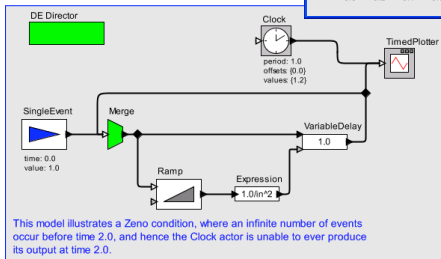 DE Director
Clock
TimedPlotter
period: 1.0
offsets: {0.0}
values: {1.2}
SingleEvent
Merge
VariableDelay
1.0
time: 0.0
value: 1.0
Ramp
Expression
1.0/in^2
This model illustrates a Zeno condition, where an infinite number of events
occur before time 2.0, and hence the Clock actor is unable to ever produce
its output at time 2.0.